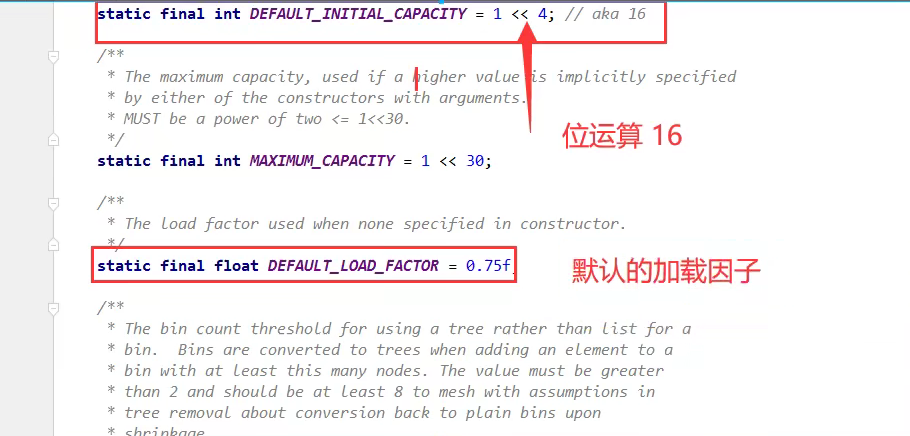 static final int DEFAULT_INITIAL_CAPACITY = 1 << 4; // aka 16
/**
* The maximum capacity, used if a higher value is implicitly specified
* by either of the constructors with arguments.
* MUST be a power of two <= 1<<30.
*/
位运算 16
static final int MAXIMUM_CAPACITY = 1 << 30;
/**
* The load factor used when none specified in constructor.
*/
static final float DEFAULT_LOAD_FACTOR = 0.75f
默认的加载因子
/**
* The bin count threshold for using a tree rather than list for a
* bin.  Bins are converted to trees when adding an element to a
* bin with at least this many nodes. The value must be greater
* than 2 and should be at least 8 to mesh with assumptions in
* tree removal about conversion back to plain bins upon
* shrinkage